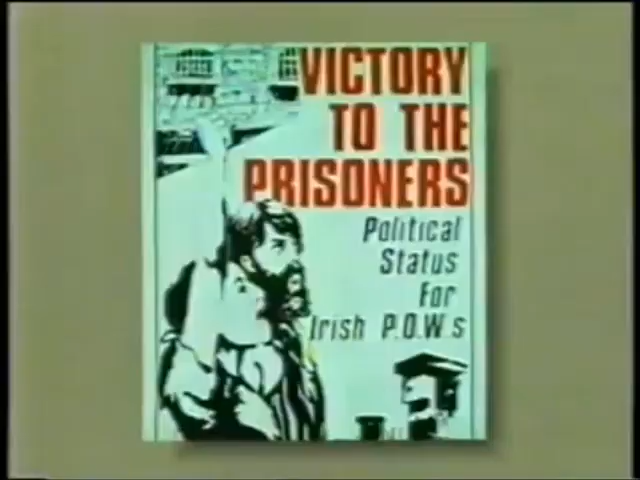 VICTORY
TO THE
PRISONERS
Political
Status
For
Irish P.O.W.s